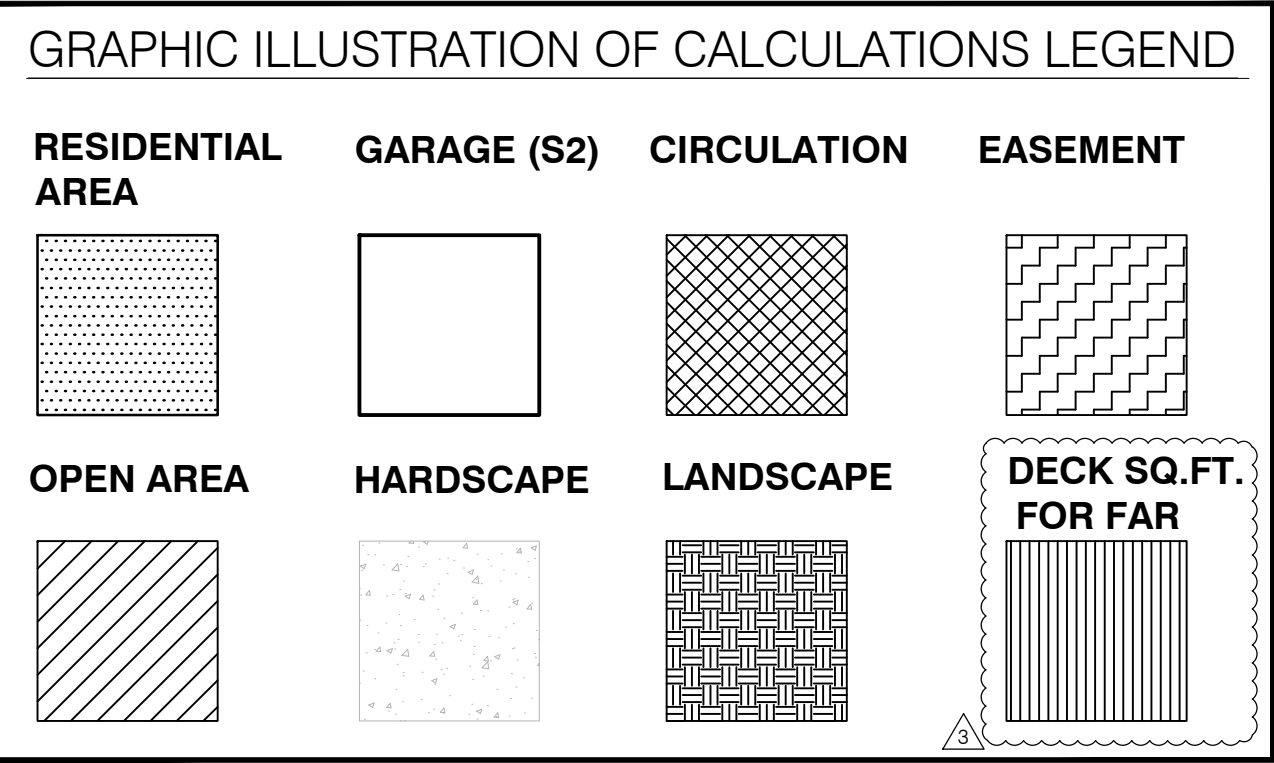 GRAPHIC ILLUSTRATION OF CALCULATIONS LEGEND
RESIDENTIAL
AREA
GARAGE (S2)
CIRCULATION
EASEMENT
OPEN AREA
HARDSCAPE
LANDSCAPE
DECK SQ.FT.
FOR FAR
3